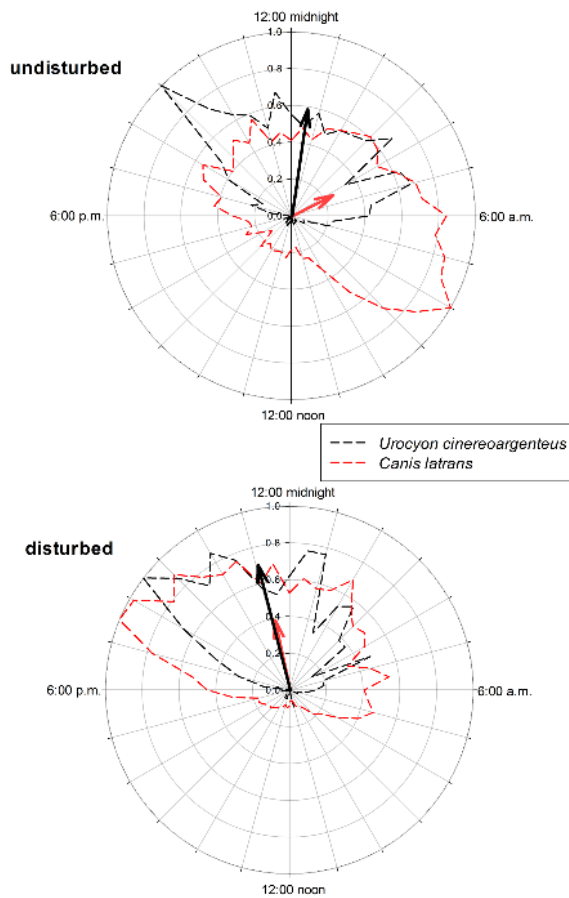 12:00 midnight
1.0
undisturbed
0.8
0.6
0.4
0.2
0.0
6:00 p.m.
6:00 a.m.
12:00 noon
Urocyon cinereoargenteus
Canis latrans
12:00 midnight
1.0
disturbed
0.8
0.6
0.4
0.2
0.0
6:00 p.m.
6:00 a.m.
12:00 noon